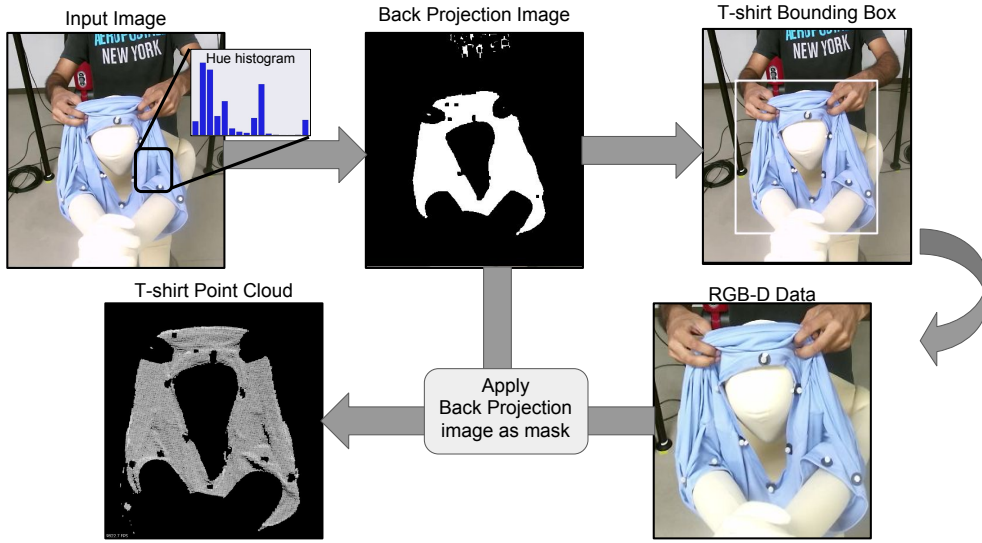 Input Image
Back Projection Image
T-shirt Bounding Box
Hue histogram
NEW YORK
NEW YORK
T-shirt Point Cloud
RGB-D Data
Apply
Back Projection
image as mask